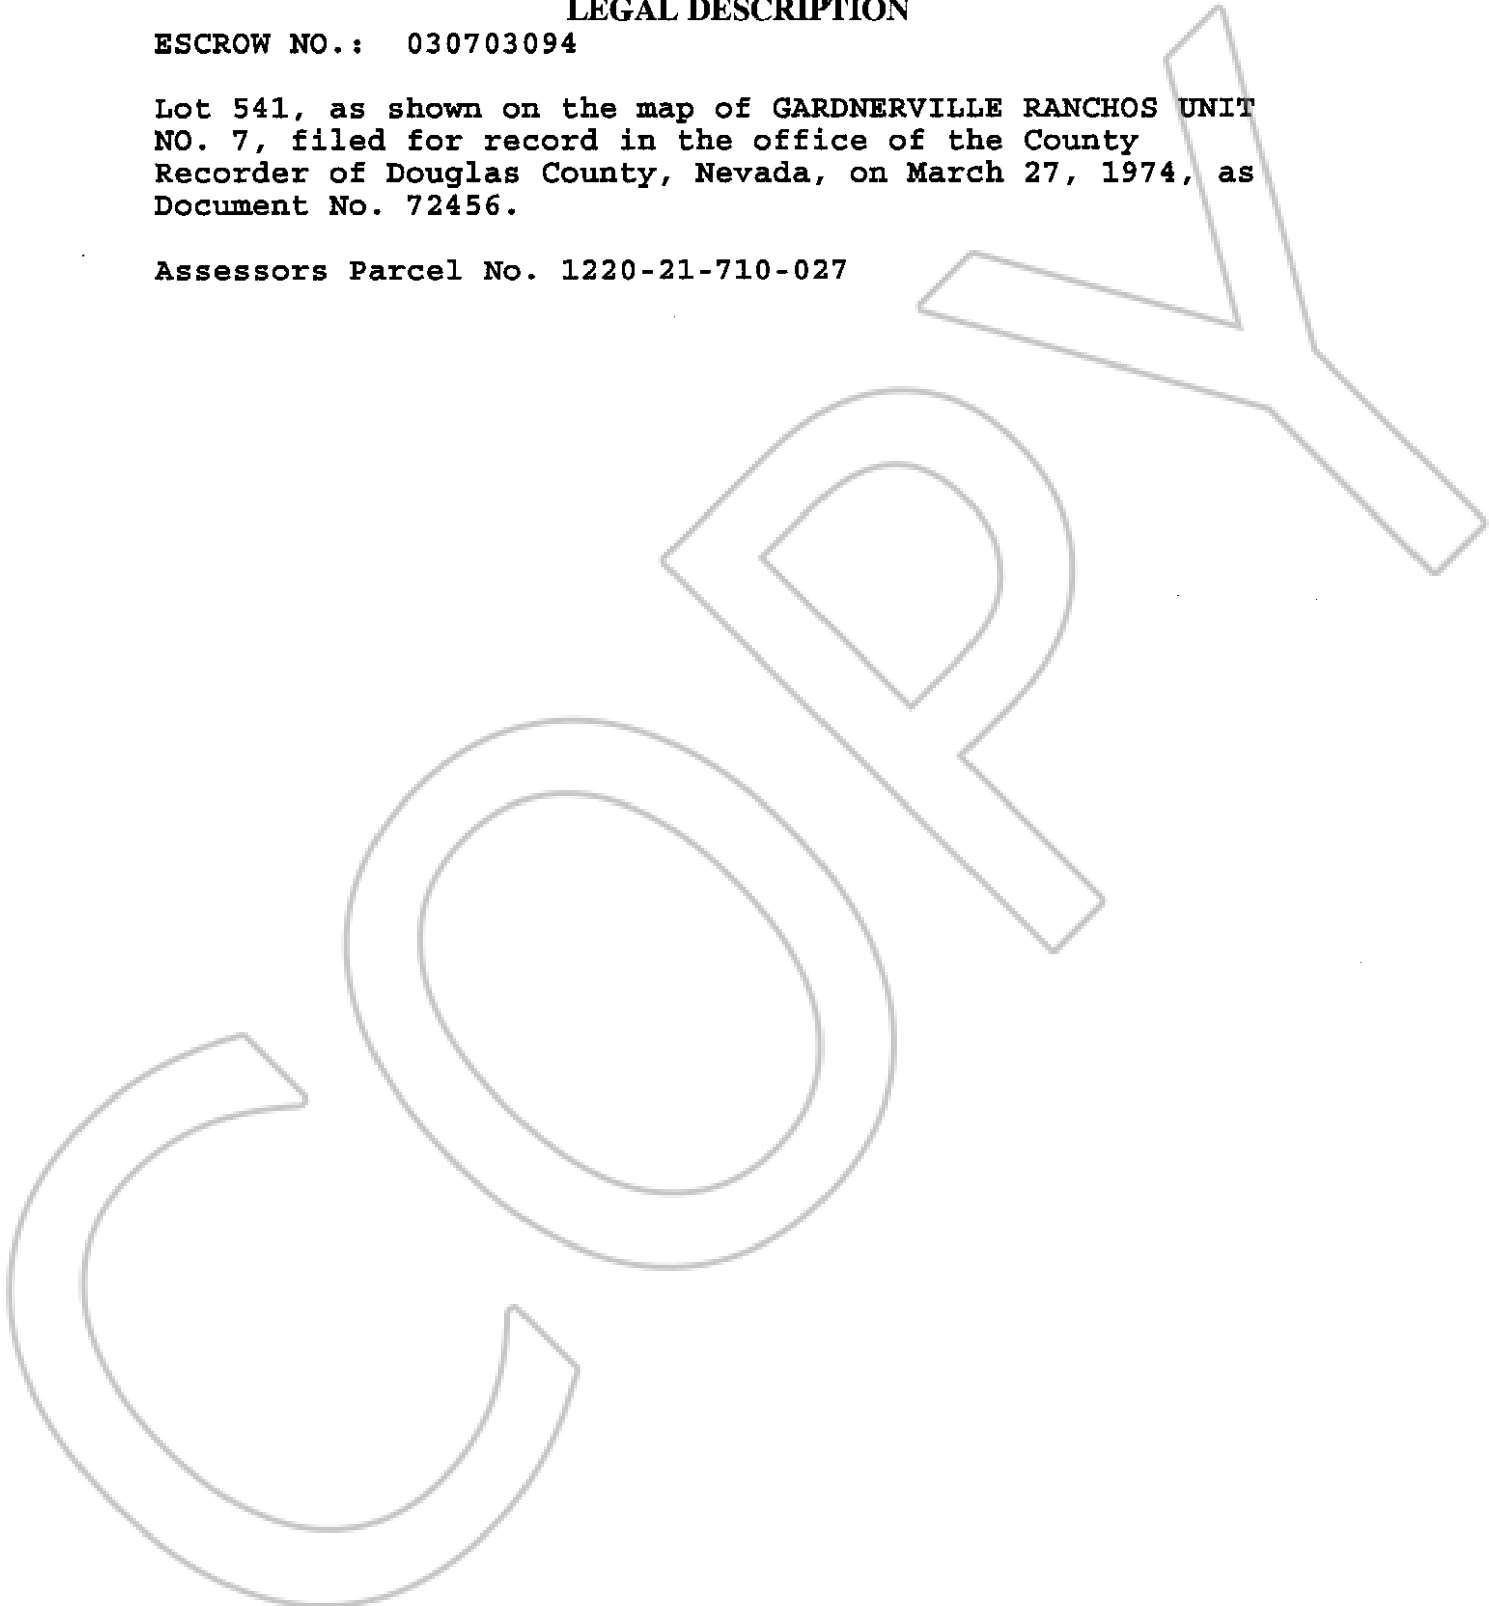 LEGAL DESCRIPTION
ESCROW NO.: 030703094
Lot 541, as shown on the map of GARDNERVILLE RANCHOS UNIT
NO. 7, filed for record in the office of the County
Recorder of Douglas County, Nevada, on March 27, 1974, as
Document No. 72456.
Assessors Parcel No. 1220-21-710-027
COPY